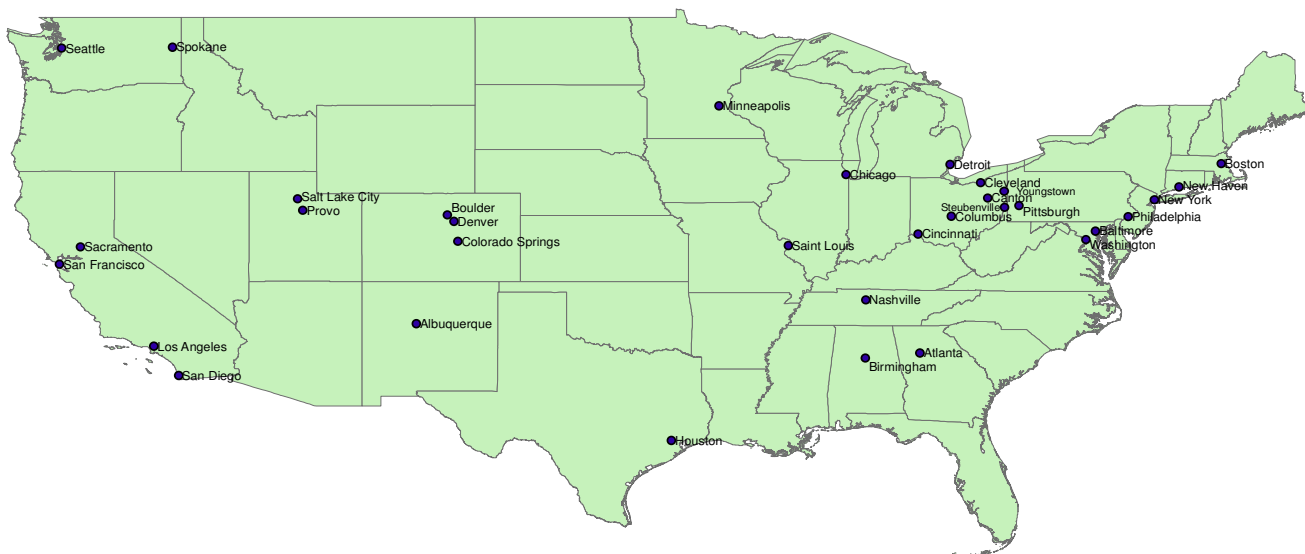 Seattle
Spokane
Minneapolis
Detroit
Boston
Chicago
Cleveland
New Haven
Youngstown
Salt Lake City
Canton
New York
Provo
Boulder
Steubenville
Pittsburgh
Denver
Columbus
Philadelphia
Baltimore
Cincinnati
Colorado Springs
Sacramento
Saint Louis
Washington
San Francisco
Nashville
Albuquerque
Los Angeles
Atlanta
Birmingham
San Diego
Houston